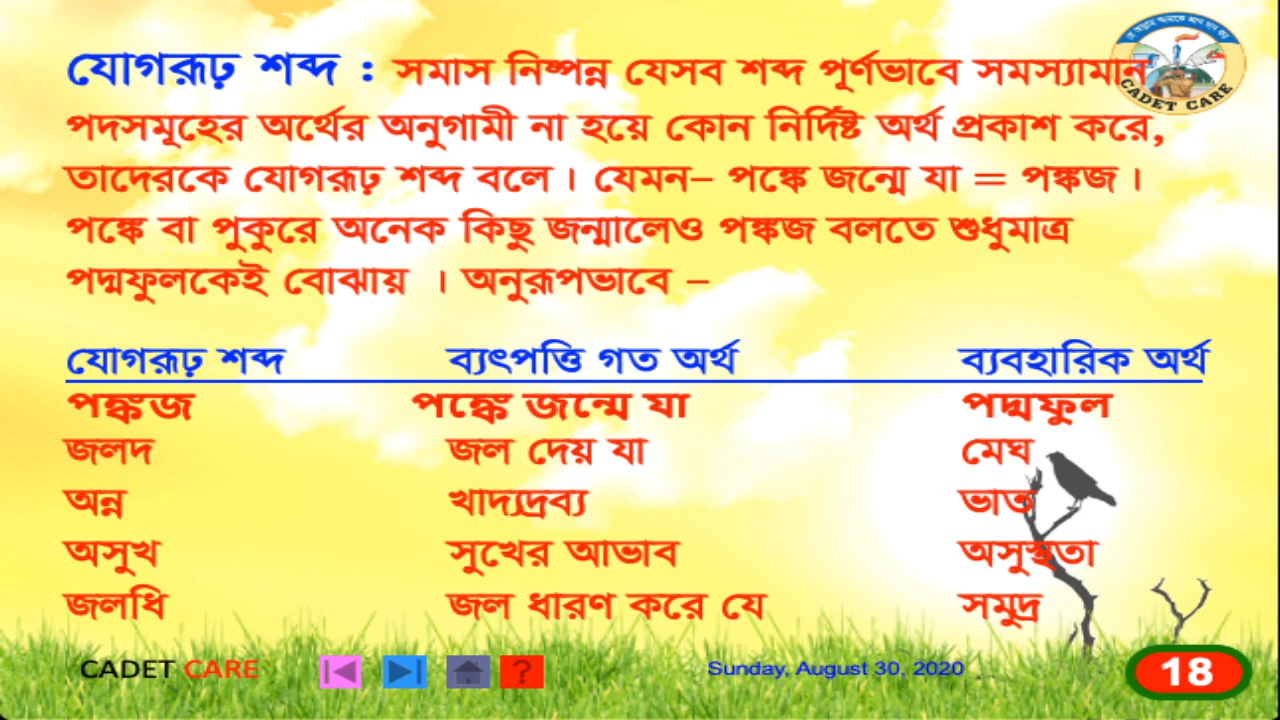 যোগরূঢ় শব্দ : সমাস নিষ্পন্ন যেসব শব্দ পূর্ণভাবে সমস্যামান
পদসমূহের অর্থের অনুগামী না হয়ে কোন নির্দিষ্ট অর্থ প্রকাশ করে,
তাদেরকে যোগরূঢ় শব্দ বলে। যেমন– পঙ্কে জন্মে যা = পঙ্কজ।
পঙ্কে বা পুকুরে অনেক কিছু জন্মালেও পঙ্কজ বলতে শুধুমাত্র
পদ্মফুলকেই বোঝায় । অনুরূপভাবে –
যোগরূঢ় শব্দ ব্যৎপত্তি গত অর্থ ব্যবহারিক অর্থ
পঙ্কজ পঙ্কে জন্মে যা পদ্মফুল
জলদ জল দেয় যা মেঘ
অন্ন খাদ্যদ্রব্য ভাত
অসুখ সুখের আভাব অসুস্থতা
জলধি জল ধারণ করে যে সমুদ্র
CADET CARE
CADET CARE ? Sunday, August 30, 2020 18